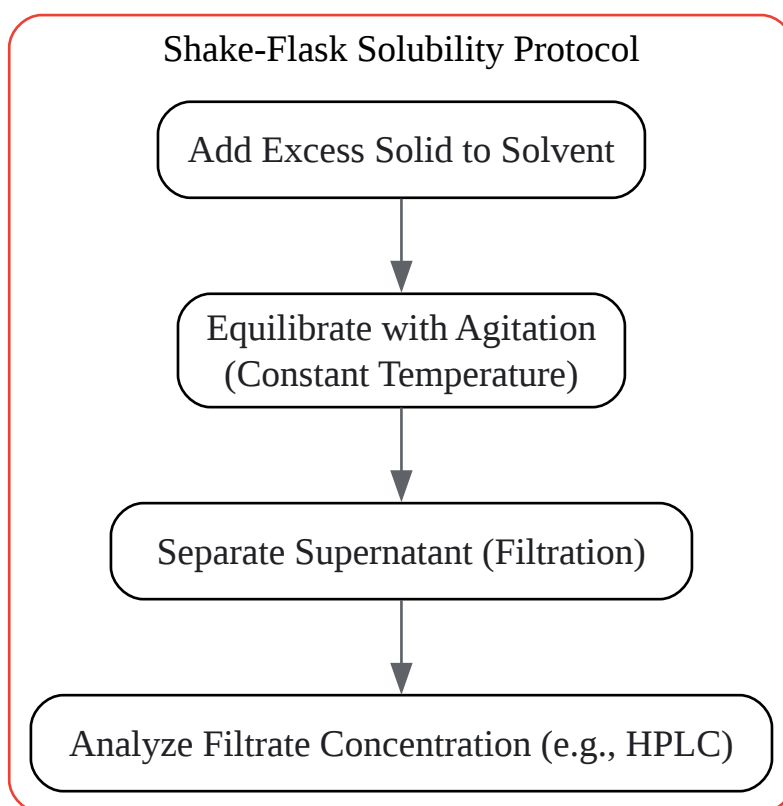 Shake-Flask Solubility Protocol
Add Excess Solid to Solvent
Equilibrate with Agitation
(Constant Temperature)
Separate Supernatant (Filtration)
Analyze Filtrate Concentration (e.g., HPLC)